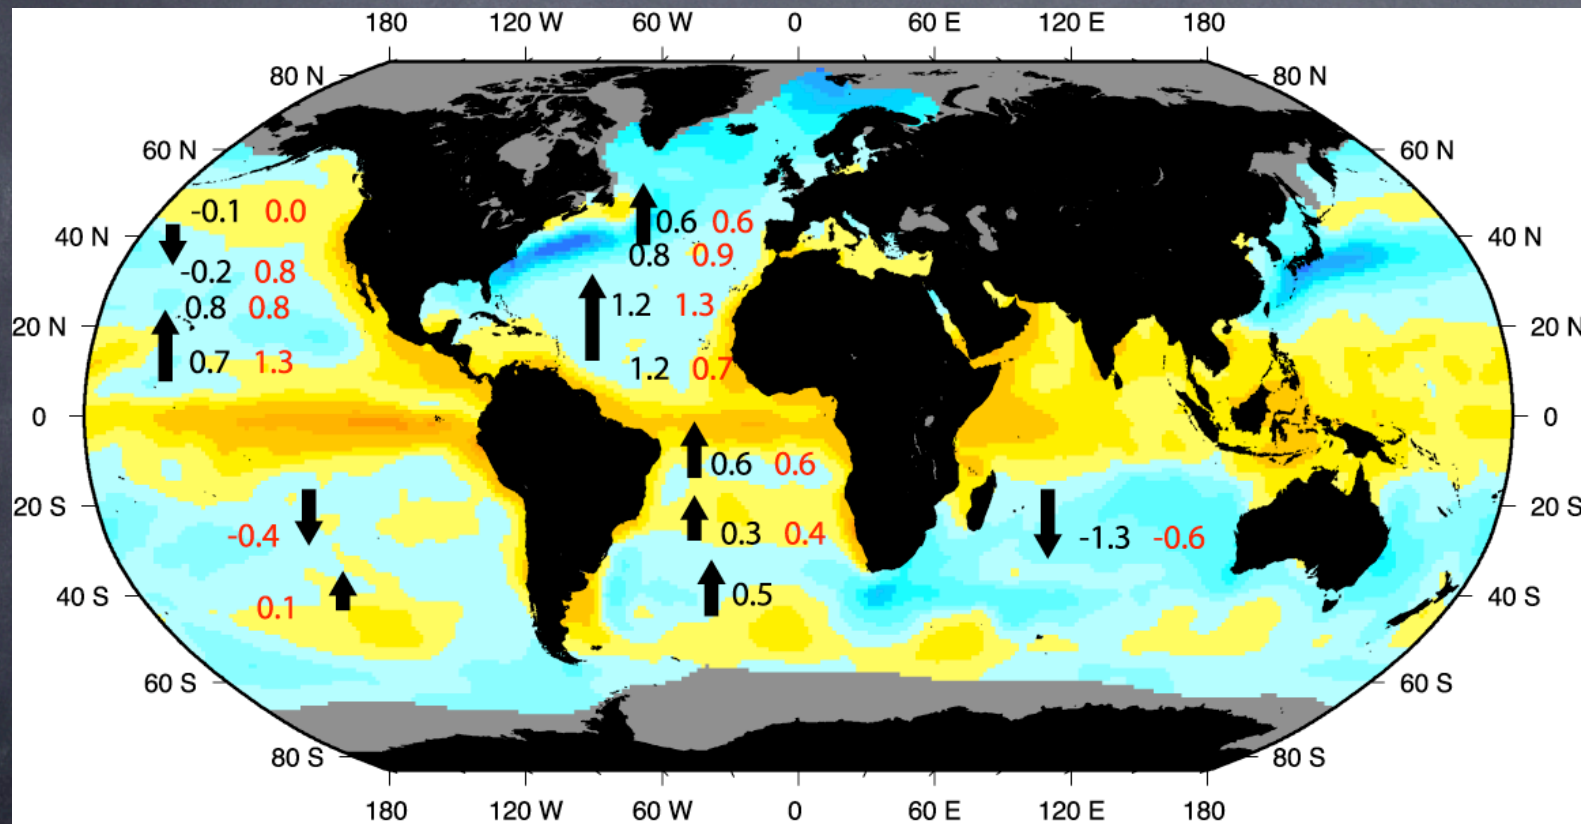 180 120 W 60 W 0 60 E 120 E 180
80 N 80 N
60 N 60 N
-0.1 0.0 0.6 0.6
40 N 40 N
0.8 0.9
-0.2 0.8
0.8 0.8 1.2 1.3
20 N 20 N
0.7 1.3 1.2 0.7
0 0
0.6 0.6
20 S 20 S
-0.4 0.3 0.4 -1.3 -0.6
40 S 0.5 40 S
0.1
60 S 60 S
80 S 80 S
180 120 W 60 W 0 60 E 120 E 180